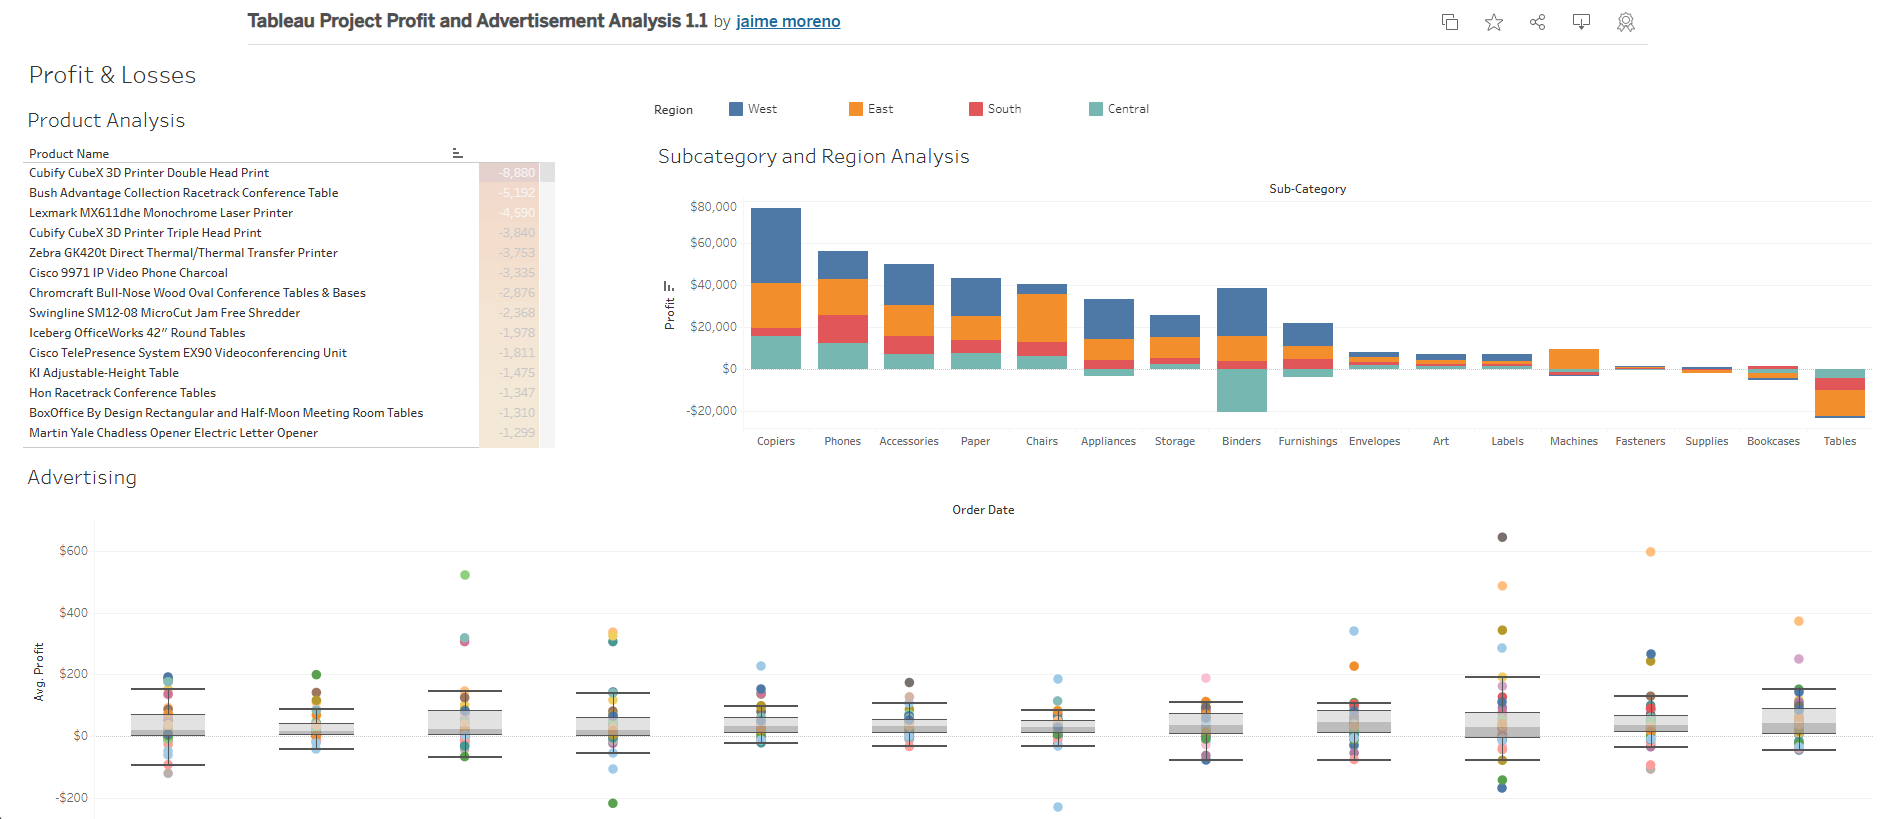 Tableau Project Profit and Advertisement Analysis 1.1 by jaime moreno
Profit & Losses
Product Analysis
Product Name
Cubify CubeX 3D Printer Double Head Print -8,880
Bush Advantage Collection Racetrack Conference Table -5,192
Lexmark MX611dhe Monochrome Laser Printer -4,590
Cubify CubeX 3D Printer Triple Head Print -3,840
Zebra GK420t Direct Thermal/Thermal Transfer Printer -3,753
Cisco 9971 IP Video Phone Charcoal -3,335
Chromcraft Bull-Nose Wood Oval Conference Tables & Bases -2,876
Swingline SM12-08 MicroCut Jam Free Shredder -2,368
Iceberg OfficeWorks 42" Round Tables -1,978
Cisco TelePresence System EX90 Videoconferencing Unit -1,811
KI Adjustable-Height Table -1,475
Hon Racetrack Conference Tables -1,347
BoxOffice By Design Rectangular and Half-Moon Meeting Room Tables -1,310
Martin Yale Chadless Opener Electric Letter Opener -1,299
Region West East South Central
Subcategory and Region Analysis
Sub-Category
Profit
$80,000
$60,000
$40,000
$20,000
$0
-$20,000
Copiers Phones Accessories Paper Chairs Appliances Storage Binders Furnishings Envelopes Art Labels Machines Fasteners Supplies Bookcases Tables
Advertising
Order Date
Avg. Profit
$600
$400
$200
$0
-$200